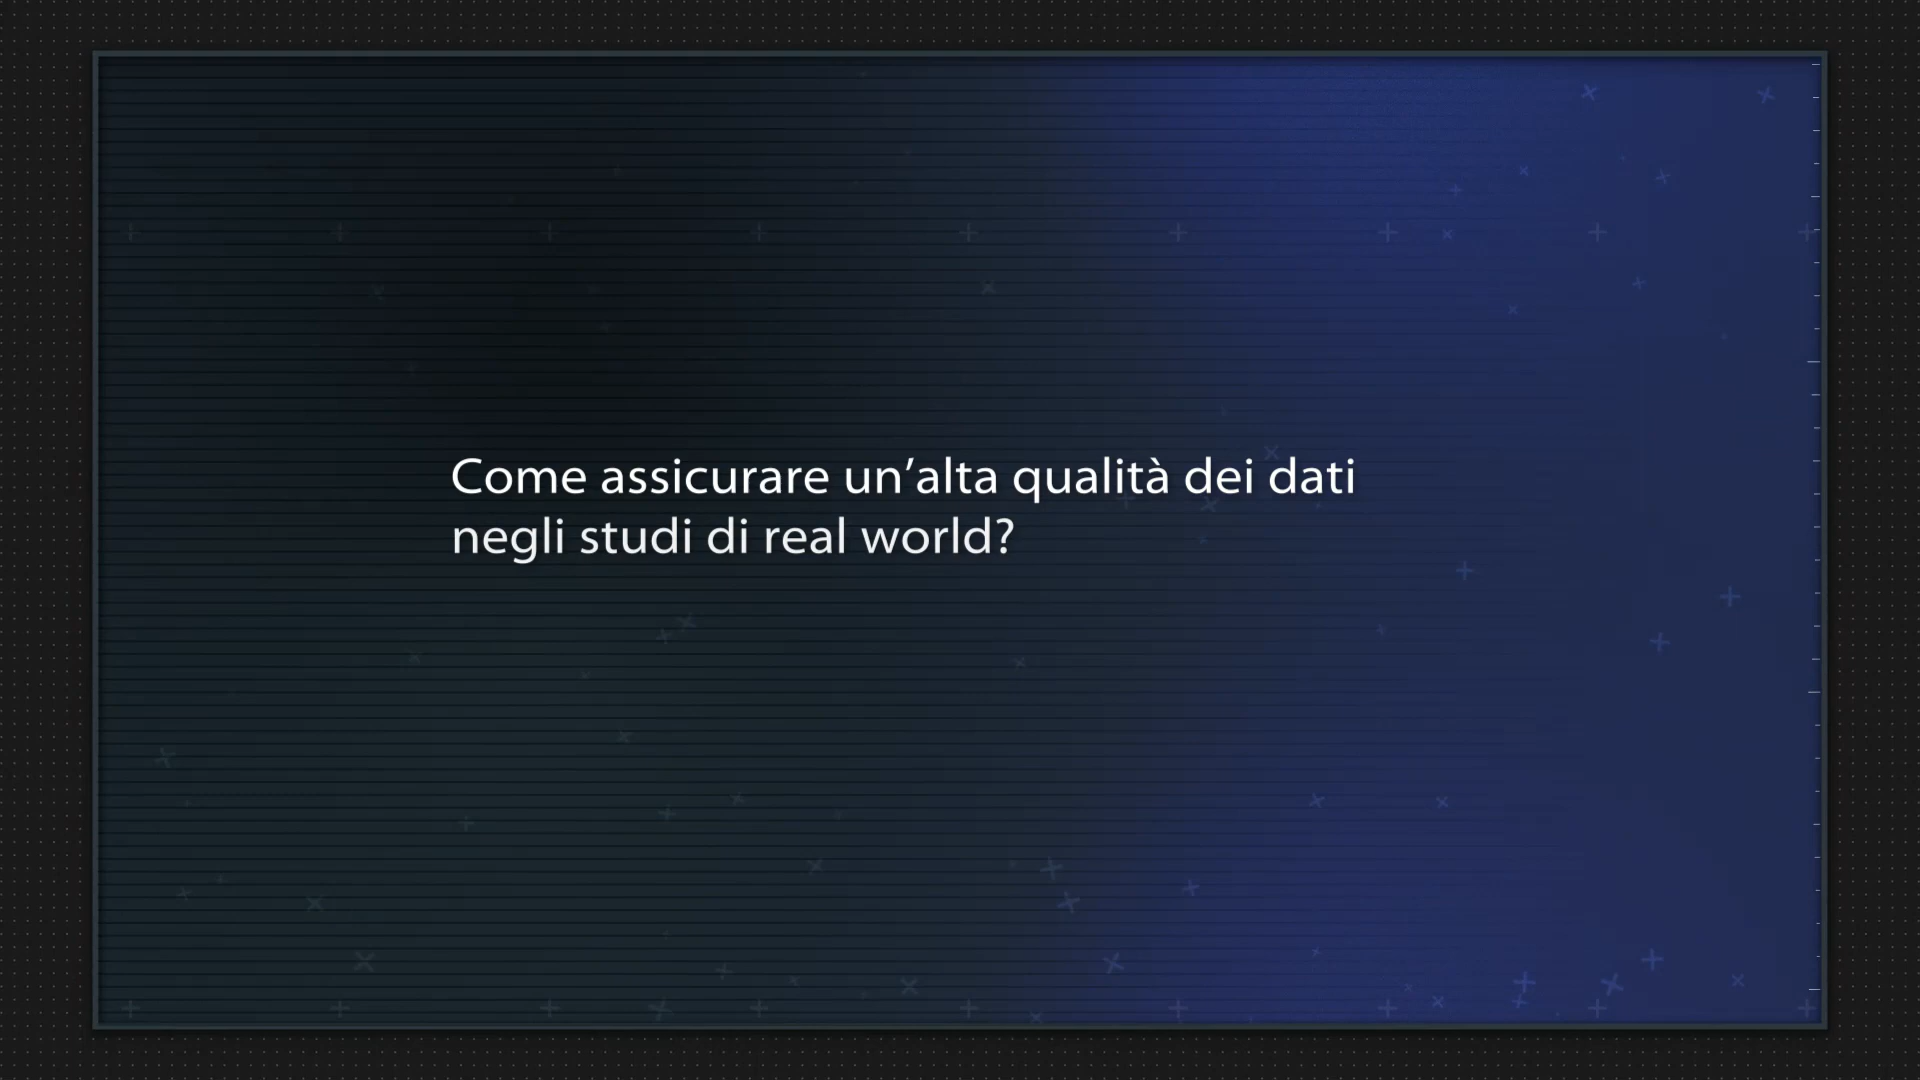 Come assicurare un’alta qualità dei dati
negli studi di real world?